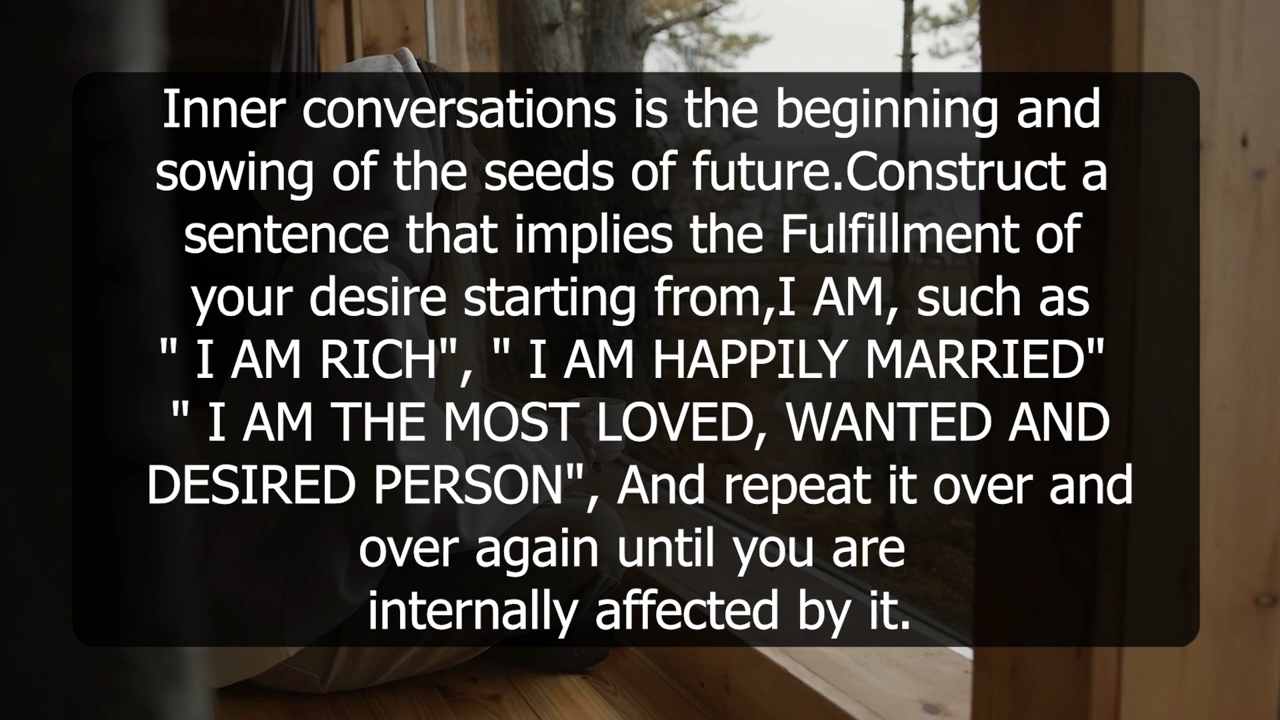 Inner conversations is the beginning and
sowing of the seeds of future.Construct a
sentence that implies the Fulfillment of
your desire starting from,I AM, such as
" I AM RICH", " I AM HAPPILY MARRIED"
" I AM THE MOST LOVED, WANTED AND
DESIRED PERSON", And repeat it over and
over again until you are
internally affected by it.